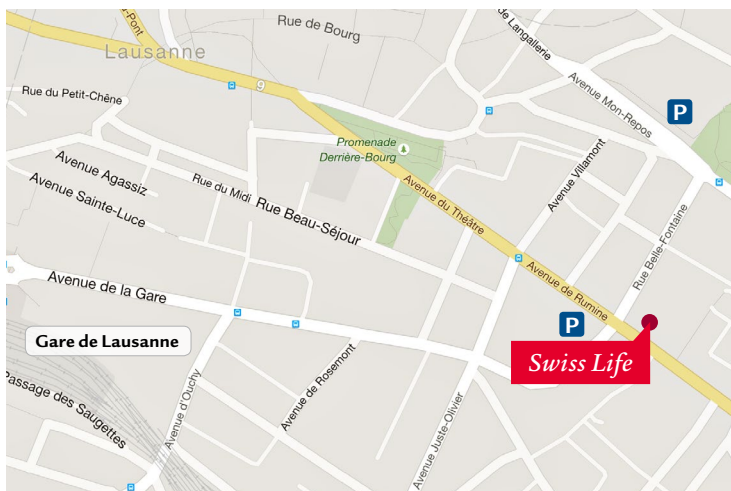 u-Pont
Rue de Bourg
de Langallerie
Lausanne
Avenue Mon-Repos
9
Rue du Petit-Chêne
P
Promenade
Derrière-Bourg
Avenue Agassiz
Rue du Midi
Avenue du Théâtre
Avenue Villamont
Avenue Sainte-Luce
Rue Beau-Séjour
Rue Belle-Fontaine
Avenue de la Gare
Avenue de Rumine
P
Gare de Lausanne
Swiss Life
Avenue de Rosemont
Passage des Saugettes
Avenue d'Ouchy
Avenue Juste-Olivier